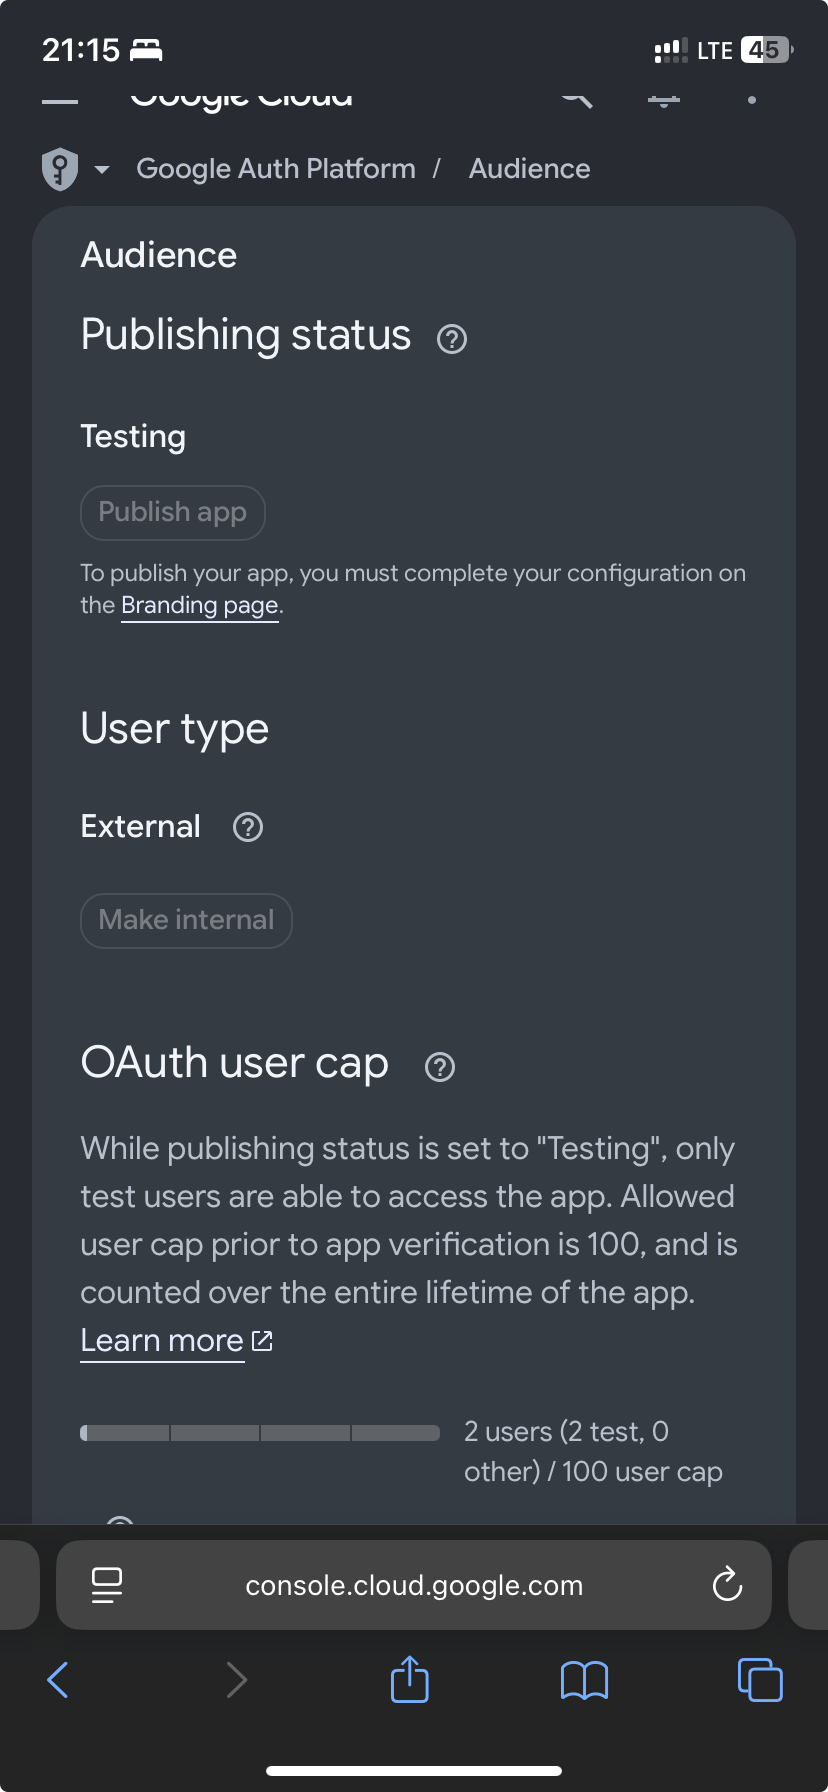 21:15
LTE 45
Google Cloud
Google Auth Platform / Audience
Audience
Publishing status
Testing
Publish app
To publish your app, you must complete your configuration on
the Branding page.
User type
External
Make internal
OAuth user cap
While publishing status is set to "Testing", only
test users are able to access the app. Allowed
user cap prior to app verification is 100, and is
counted over the entire lifetime of the app.
Learn more
2 users (2 test, 0
other) / 100 user cap
console.cloud.google.com